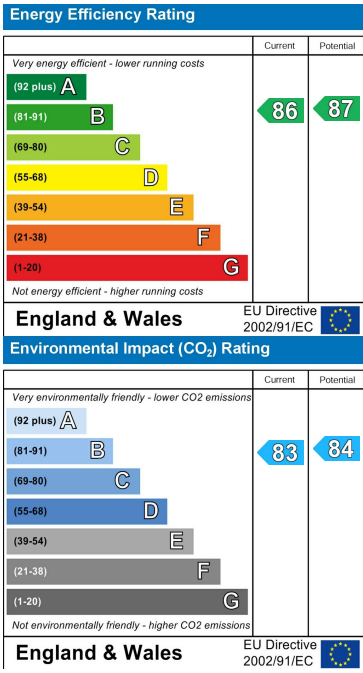 Energy Efficiency Rating
Current Potential
Very energy efficient - lower running costs
(92 plus) A
(81-91) B
86 87
(69-80) C
(55-68) D
(39-54) E
(21-38) F
(1-20) G
Not energy efficient - higher running costs
England & Wales
EU Directive
2002/91/EC
Environmental Impact (CO₂) Rating
Current Potential
Very environmentally friendly - lower CO2 emissions
(92 plus) A
(81-91) B
83 84
(69-80) C
(55-68) D
(39-54) E
(21-38) F
(1-20) G
Not environmentally friendly - higher CO2 emissions
England & Wales
EU Directive
2002/91/EC